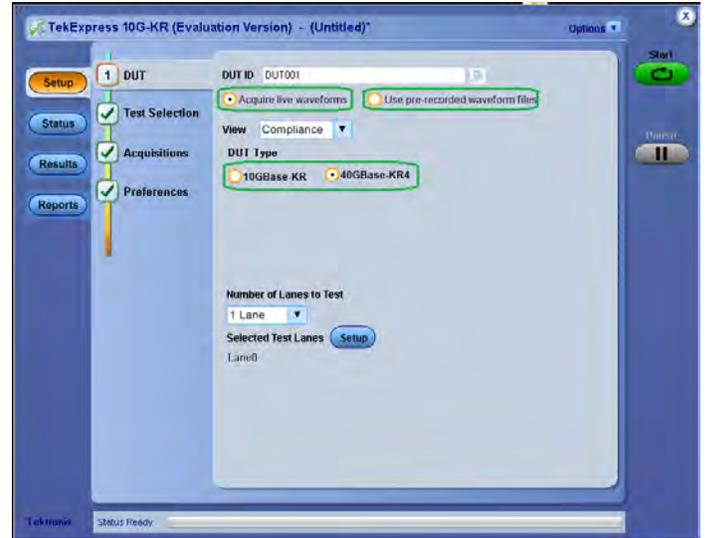 TekExpress 10G-KR (Evaluation Version) - (Untitled)*
Options
X
Start
Pause
Setup
Status
Results
Reports
1 DUT
Test Selection
Acquisitions
Preferences
DUT ID DUT001
Acquire live waveforms
Use pre-recorded waveform files
View Compliance
DUT Type
10GBase-KR
40GBase-KR4
Number of Lanes to Test
1 Lane
Selected Test Lanes Setup
Lane0
Tektronix
Status Ready